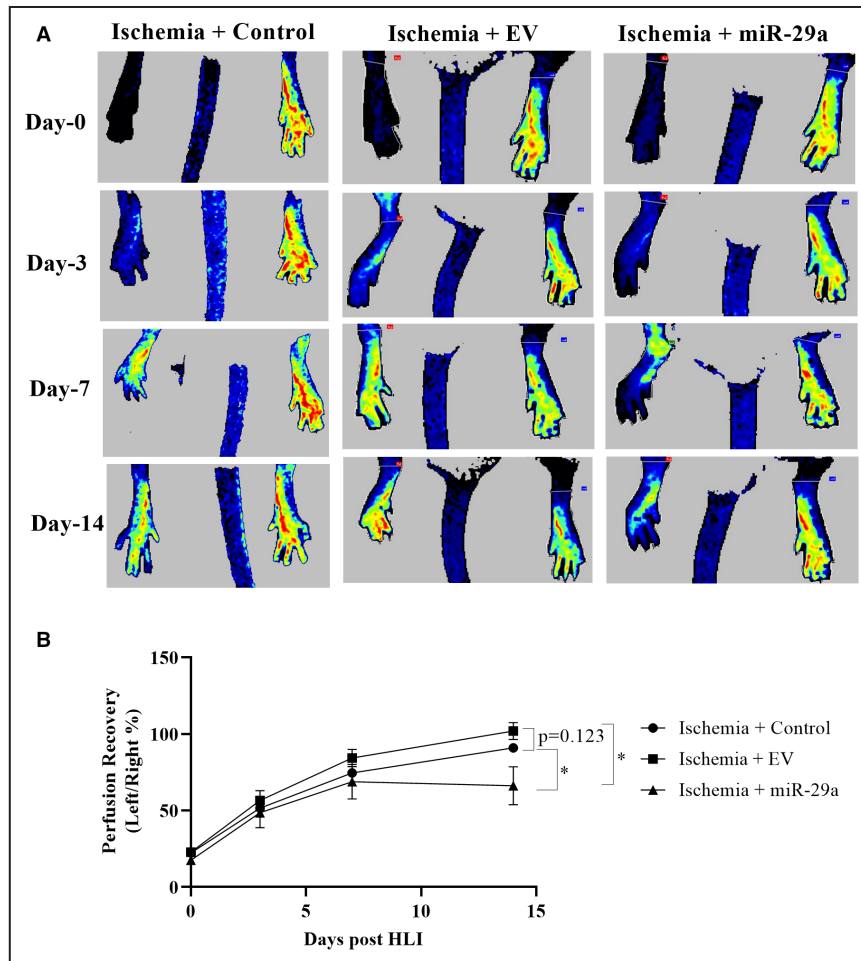 A
Ischemia + Control
Ischemia + EV
Ischemia + miR-29a
Day-0
Day-3
Day-7
Day-14
B
Perfusion Recovery
(Left/Right %)
150
100
50
0
0
5
10
15
Days post HLI
p=0.123
*
*
Ischemia + Control
Ischemia + EV
Ischemia + miR-29a